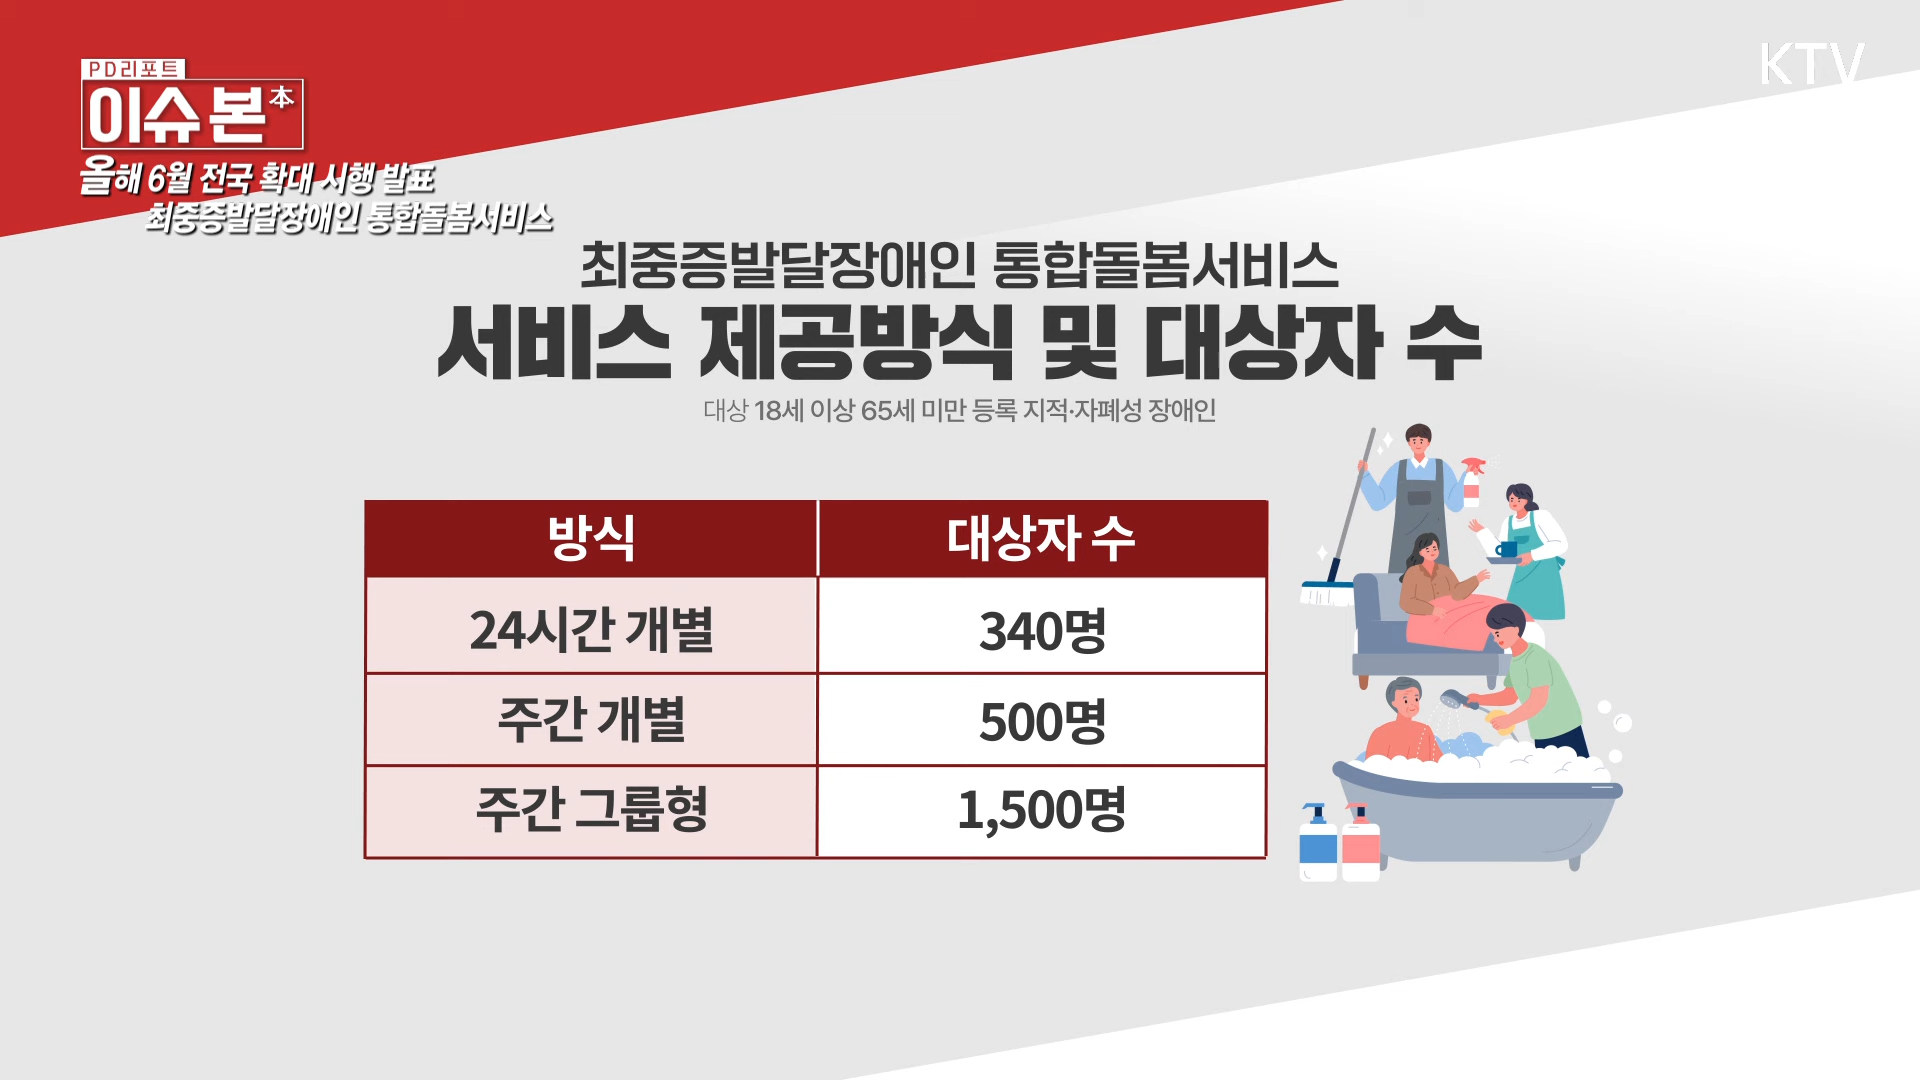 PD리포트
이슈 본本
올해 6월 전국 확대 시행 발표
최중증발달장애인 통합돌봄서비스
KTV
최중증발달장애인 통합돌봄서비스
서비스 제공방식 및 대상자 수
대상 18세 이상 65세 미만 등록 지적·자폐성 장애인
방식 대상자 수
24시간 개별 340명
주간 개별 500명
주간 그룹형 1,500명